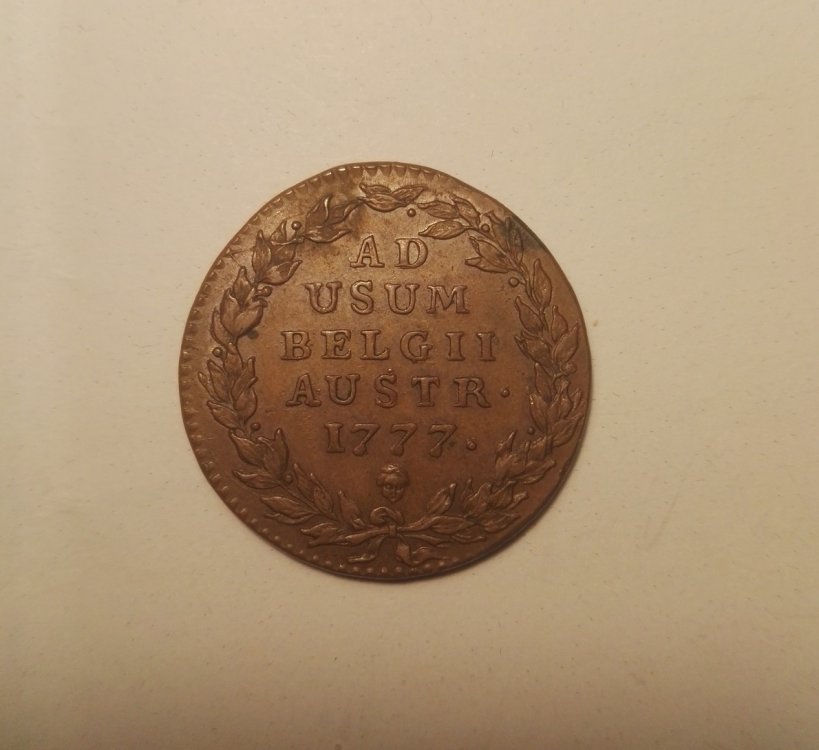 AD
USUM
BELGII
AUSTR·
1777·